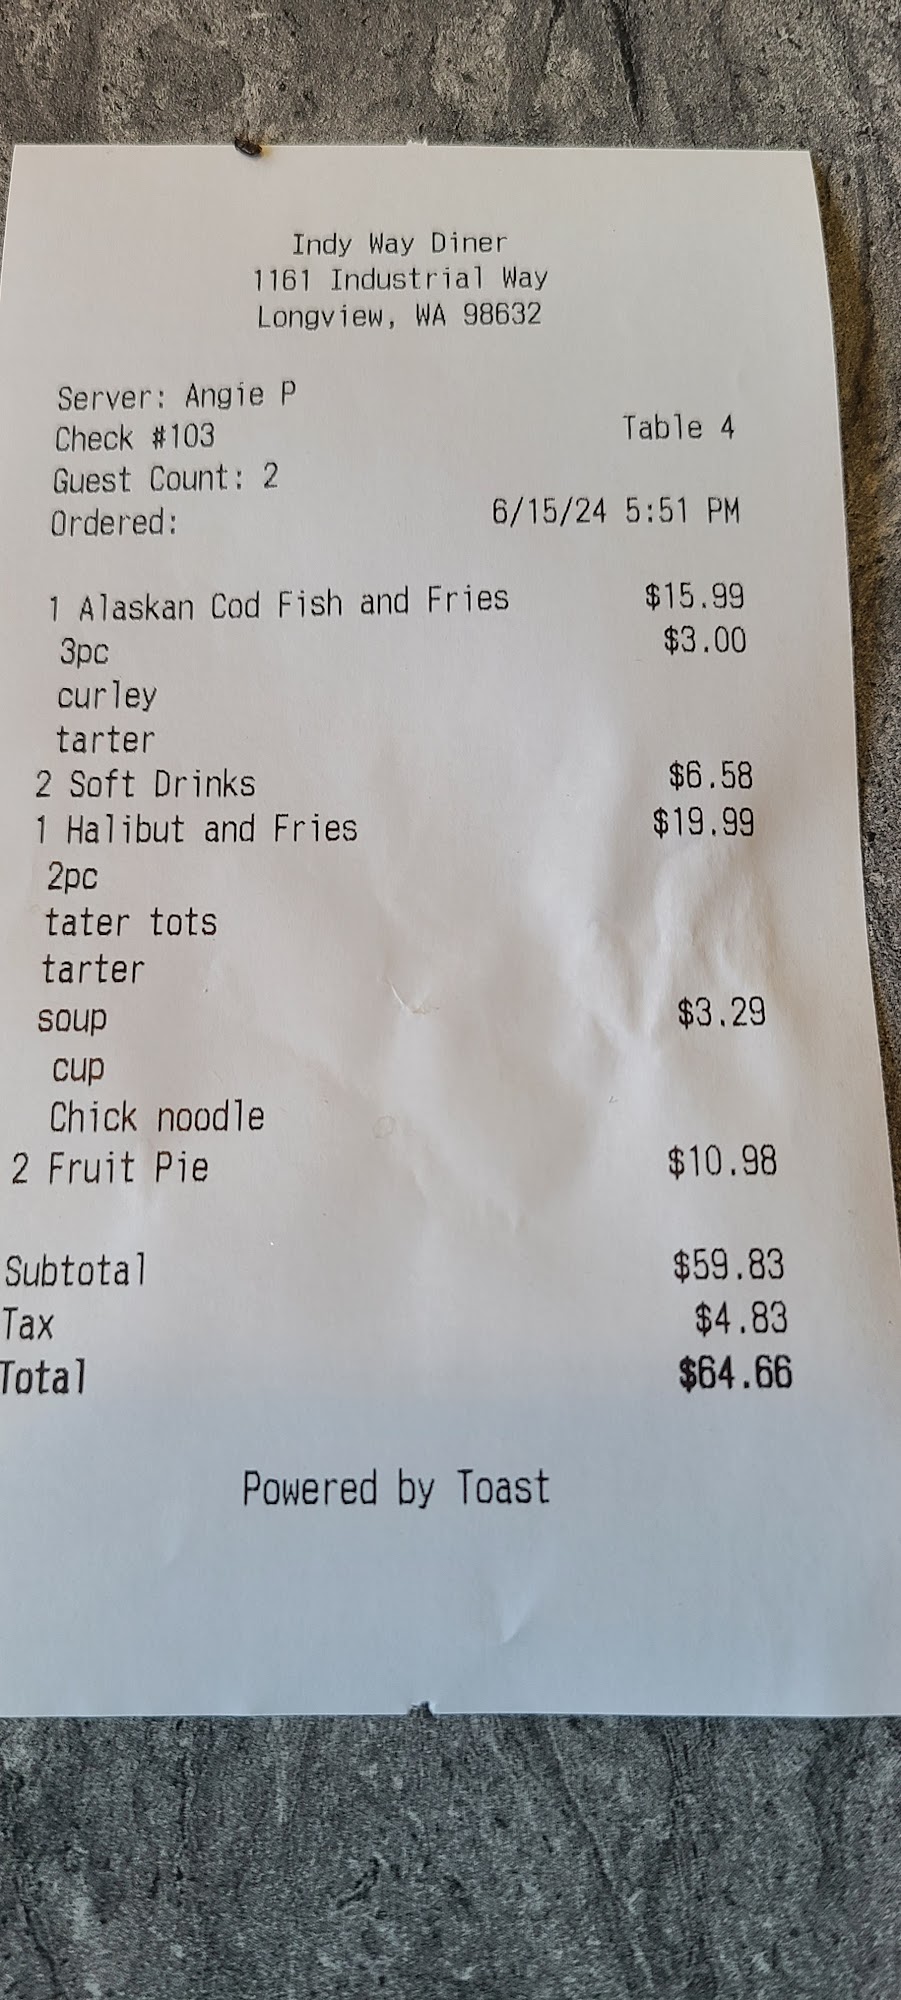 Indy Way Diner
1161 Industrial Way
Longview, WA 98632
Server: Angie P
Check #103 Table 4
Guest Count: 2
Ordered: 6/15/24 5:51 PM
1 Alaskan Cod Fish and Fries $15.99
3pc $3.00
curley
tarter
2 Soft Drinks $6.58
1 Halibut and Fries $19.99
2pc
tater tots
tarter
soup $3.29
cup
Chick noodle
2 Fruit Pie $10.98
Subtotal $59.83
Tax $4.83
Total $64.66
Powered by Toast